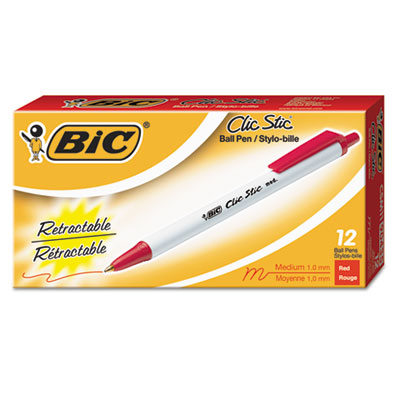 BIC
Clic Stic
Ball Pen / Stylo-bille
Retractable
Rétractable
BIC Clic Stic
12
Ball Pens
Stylos-bille
Medium 1.0 mm
Moyenne 1,0 mm
Red
Rouge